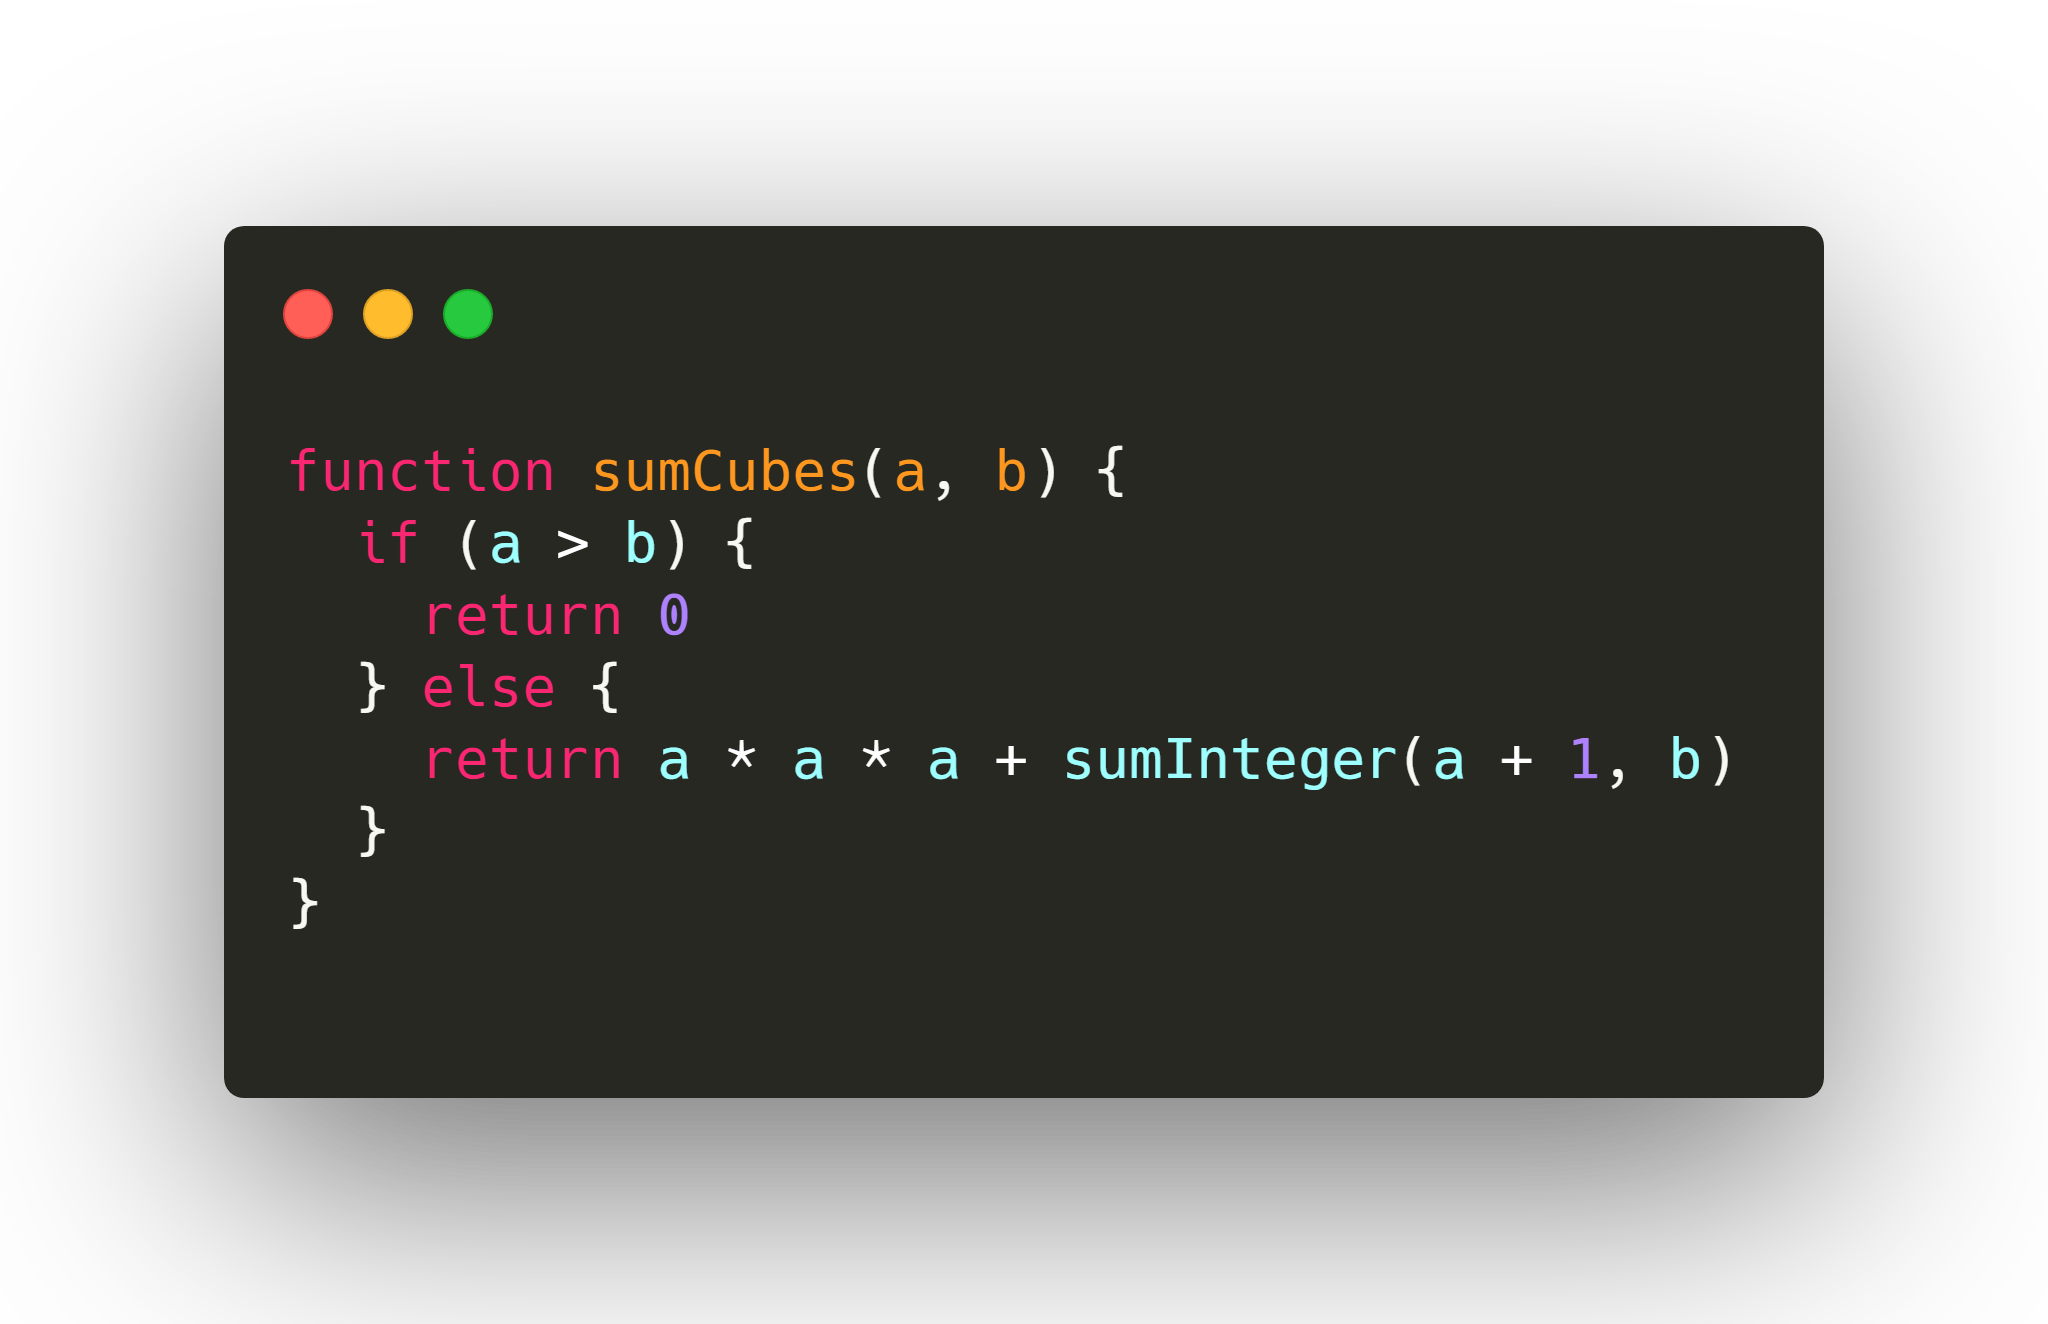 function sumCubes(a, b) {
  if (a > b) {
    return 0
  } else {
    return a * a * a + sumInteger(a + 1, b)
  }
}